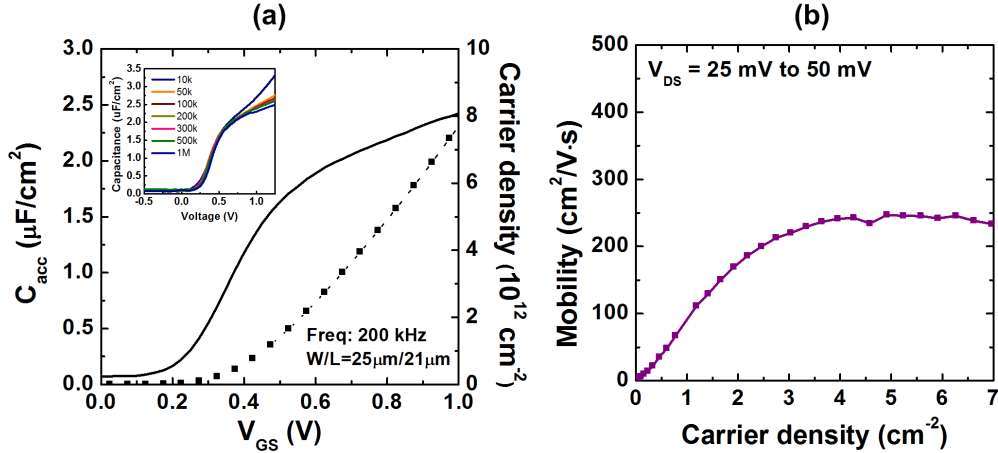 (a)
3.0
2.5
2.0
1.5
1.0
0.5
0.0
C_acc (μF/cm²)
10
8
6
4
2
0
Carrier density (10¹² cm⁻²)
0.0 0.2 0.4 0.6 0.8 1.0
V_GS (V)
Freq: 200 kHz
W/L=25μm/21μm
3.5
3.0
2.5
2.0
1.5
1.0
0.5
0.0
Capacitance (uF/cm²)
10k
50k
100k
200k
300k
500k
1M
-0.5 0.0 0.5 1.0
Voltage (V)
(b)
500
400
300
200
100
0
Mobility (cm²/V·s)
V_DS = 25 mV to 50 mV
0 1 2 3 4 5 6 7
Carrier density (cm⁻²)